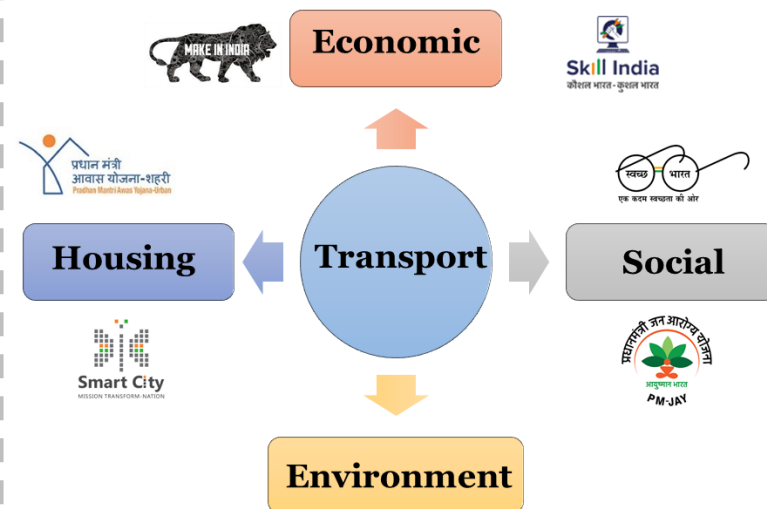 MAKE IN INDIA
Economic
Skill India
कौशल भारत - कुशल भारत
प्रधान मंत्री
आवास योजना-शहरी
Pradhan Mantri Awas Yojana-Urban
स्वच्छ भारत
एक कदम स्वच्छता की ओर
Housing
Transport
Social
Smart City
MISSION TRANSFORM-NATION
प्रधानमंत्री जन आरोग्य योजना
आयुष्मान भारत
PM-JAY
Environment